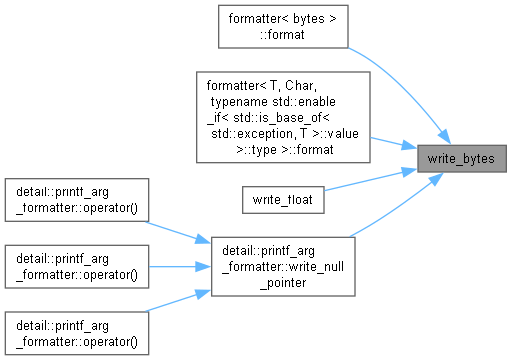 formatter< bytes >
::format
formatter< T, Char,
typename std::enable
_if< std::is_base_of<
std::exception, T >::value
>::type >::format
write_bytes
write_float
detail::printf_arg
_formatter::operator()
detail::printf_arg
_formatter::write_null
_pointer
detail::printf_arg
_formatter::operator()
detail::printf_arg
_formatter::operator()